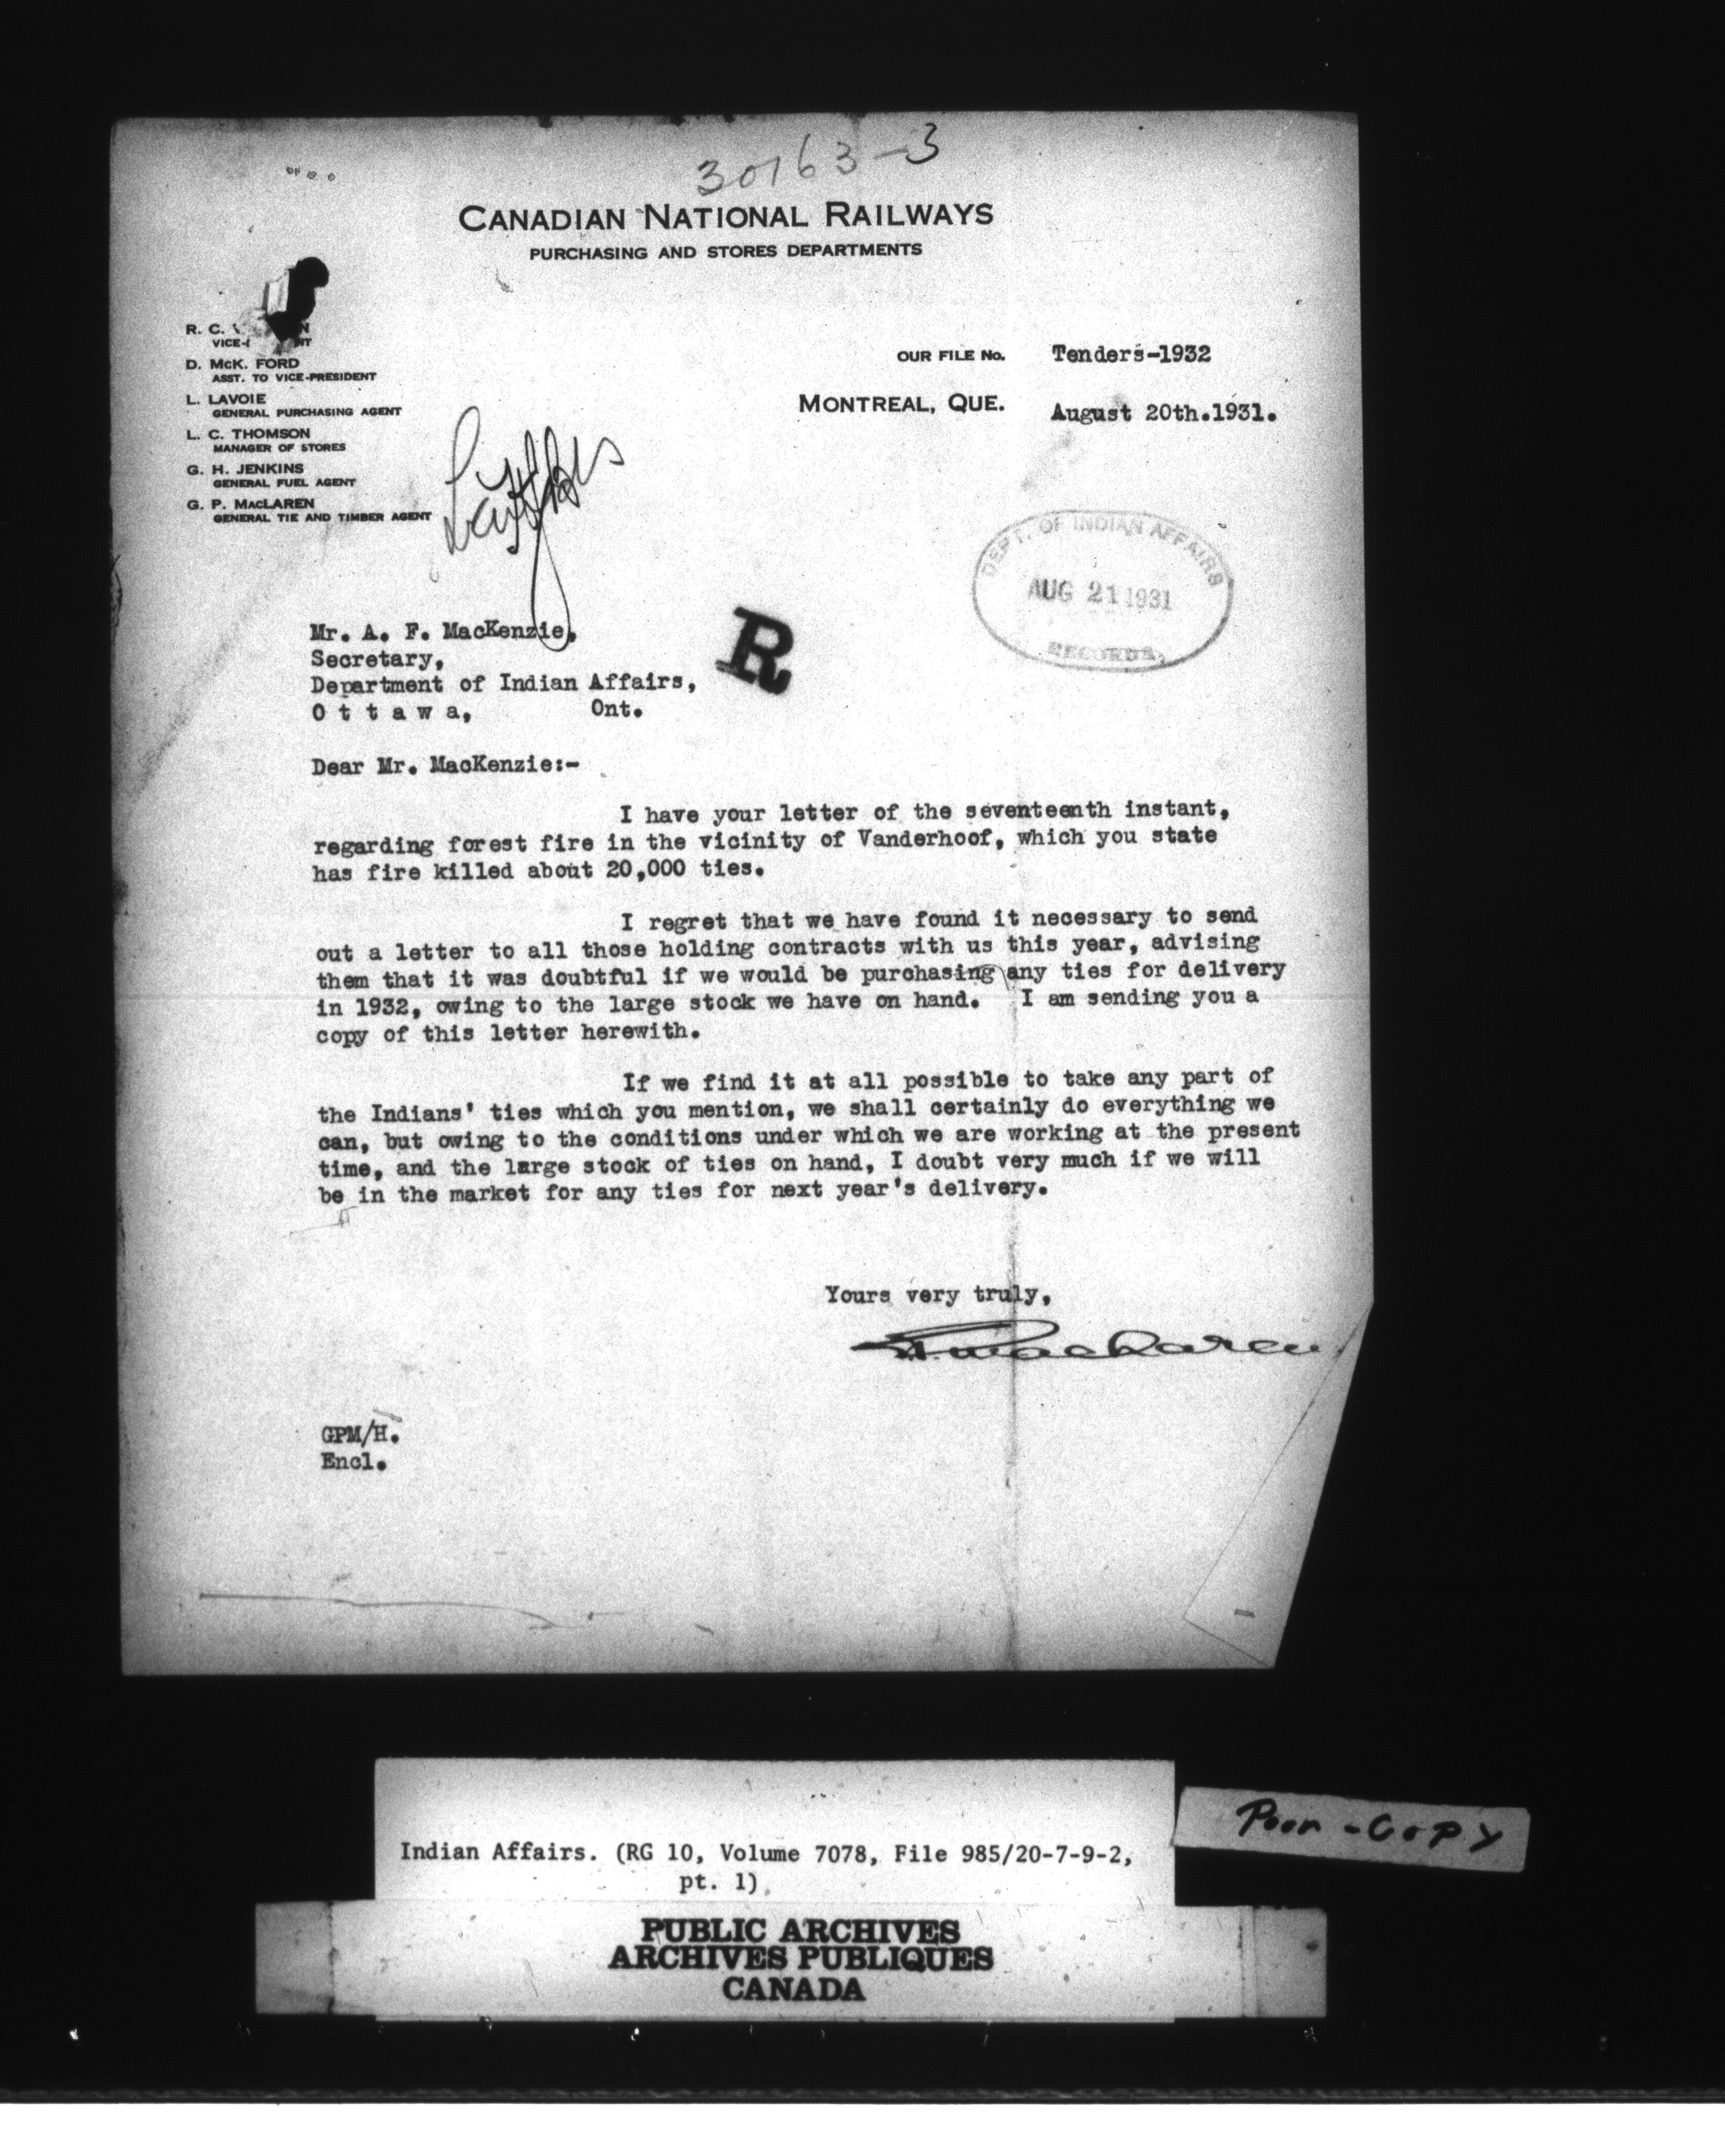 30163-3
CANADIAN NATIONAL RAILWAYS
PURCHASING AND STORES DEPARTMENTS
R. C.
VICE-
D. McK. FORD
ASST. TO VICE-PRESIDENT
L. LAVOIE
GENERAL PURCHASING AGENT
L. C. THOMSON
MANAGER OF STORES
G. H. JENKINS
GENERAL FUEL AGENT
G. P. MacLAREN
GENERAL TIE AND TIMBER AGENT
OUR FILE No. Tenders-1932
MONTREAL, QUE. August 20th.1931.
DEPT. OF INDIAN AFFAIRS
AUG 21 1931
RECORDS
Mr. A. F. MacKenzie,
Secretary,
Department of Indian Affairs,
O t t a w a, Ont.
R
Dear Mr. MacKenzie:-
I have your letter of the seventeenth instant,
regarding forest fire in the vicinity of Vanderhoof, which you state
has fire killed about 20,000 ties.
I regret that we have found it necessary to send
out a letter to all those holding contracts with us this year, advising
them that it was doubtful if we would be purchasing any ties for delivery
in 1932, owing to the large stock we have on hand. I am sending you a
copy of this letter herewith.
If we find it at all possible to take any part of
the Indians' ties which you mention, we shall certainly do everything we
can, but owing to the conditions under which we are working at the present
time, and the large stock of ties on hand, I doubt very much if we will
be in the market for any ties for next year's delivery.
Yours very truly,
GPMacLaren
GPM/H.
Encl.
Indian Affairs. (RG 10, Volume 7078, File 985/20-7-9-2,
pt. 1)
Poor-Copy
PUBLIC ARCHIVES
ARCHIVES PUBLIQUES
CANADA